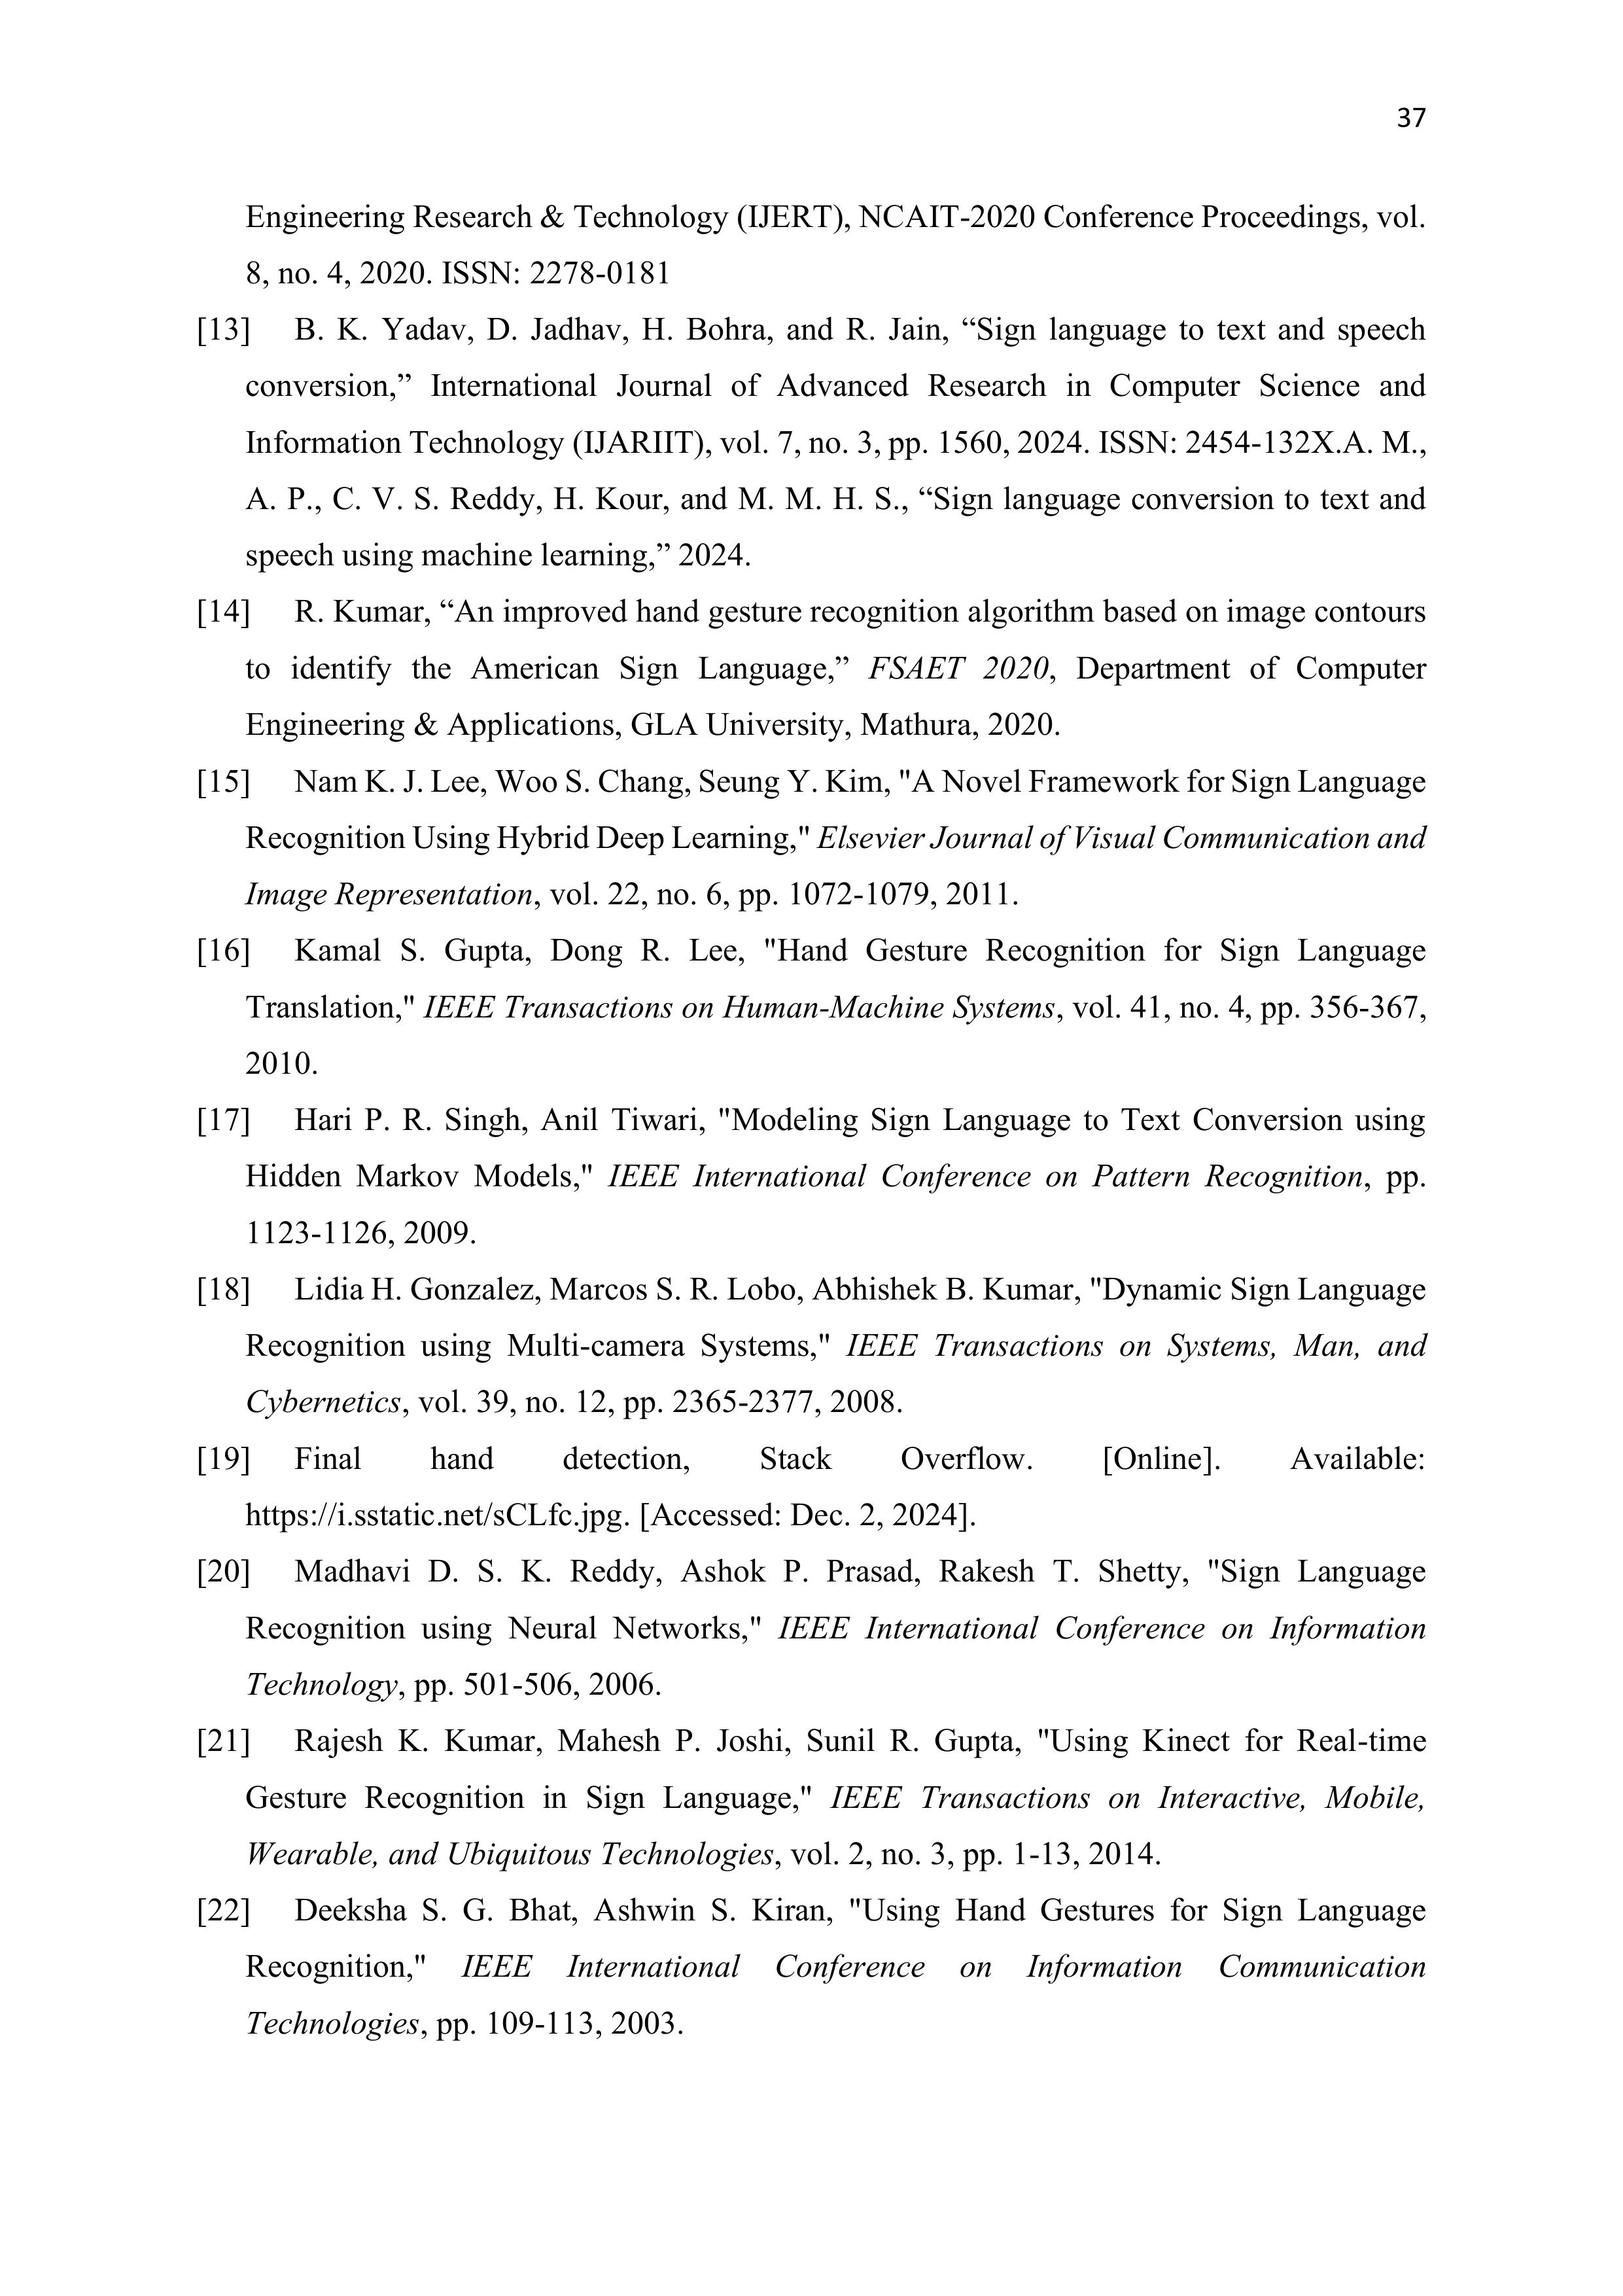 37
Engineering Research & Technology (IJERT), NCAIT-2020 Conference Proceedings, vol.
8, no. 4, 2020. ISSN: 2278-0181
[13] B. K. Yadav, D. Jadhav, H. Bohra, and R. Jain, “Sign language to text and speech
conversion,” International Journal of Advanced Research in Computer Science and
Information Technology (IJARIIT), vol. 7, no. 3, pp. 1560, 2024. ISSN: 2454-132X.A. M.,
A. P., C. V. S. Reddy, H. Kour, and M. M. H. S., “Sign language conversion to text and
speech using machine learning,” 2024.
[14] R. Kumar, “An improved hand gesture recognition algorithm based on image contours
to identify the American Sign Language,” FSAET 2020, Department of Computer
Engineering & Applications, GLA University, Mathura, 2020.
[15] Nam K. J. Lee, Woo S. Chang, Seung Y. Kim, "A Novel Framework for Sign Language
Recognition Using Hybrid Deep Learning," Elsevier Journal of Visual Communication and
Image Representation, vol. 22, no. 6, pp. 1072-1079, 2011.
[16] Kamal S. Gupta, Dong R. Lee, "Hand Gesture Recognition for Sign Language
Translation," IEEE Transactions on Human-Machine Systems, vol. 41, no. 4, pp. 356-367,
2010.
[17] Hari P. R. Singh, Anil Tiwari, "Modeling Sign Language to Text Conversion using
Hidden Markov Models," IEEE International Conference on Pattern Recognition, pp.
1123-1126, 2009.
[18] Lidia H. Gonzalez, Marcos S. R. Lobo, Abhishek B. Kumar, "Dynamic Sign Language
Recognition using Multi-camera Systems," IEEE Transactions on Systems, Man, and
Cybernetics, vol. 39, no. 12, pp. 2365-2377, 2008.
[19] Final hand detection, Stack Overflow. [Online]. Available:
https://i.sstatic.net/sCLfc.jpg. [Accessed: Dec. 2, 2024].
[20] Madhavi D. S. K. Reddy, Ashok P. Prasad, Rakesh T. Shetty, "Sign Language
Recognition using Neural Networks," IEEE International Conference on Information
Technology, pp. 501-506, 2006.
[21] Rajesh K. Kumar, Mahesh P. Joshi, Sunil R. Gupta, "Using Kinect for Real-time
Gesture Recognition in Sign Language," IEEE Transactions on Interactive, Mobile,
Wearable, and Ubiquitous Technologies, vol. 2, no. 3, pp. 1-13, 2014.
[22] Deeksha S. G. Bhat, Ashwin S. Kiran, "Using Hand Gestures for Sign Language
Recognition," IEEE International Conference on Information Communication
Technologies, pp. 109-113, 2003.